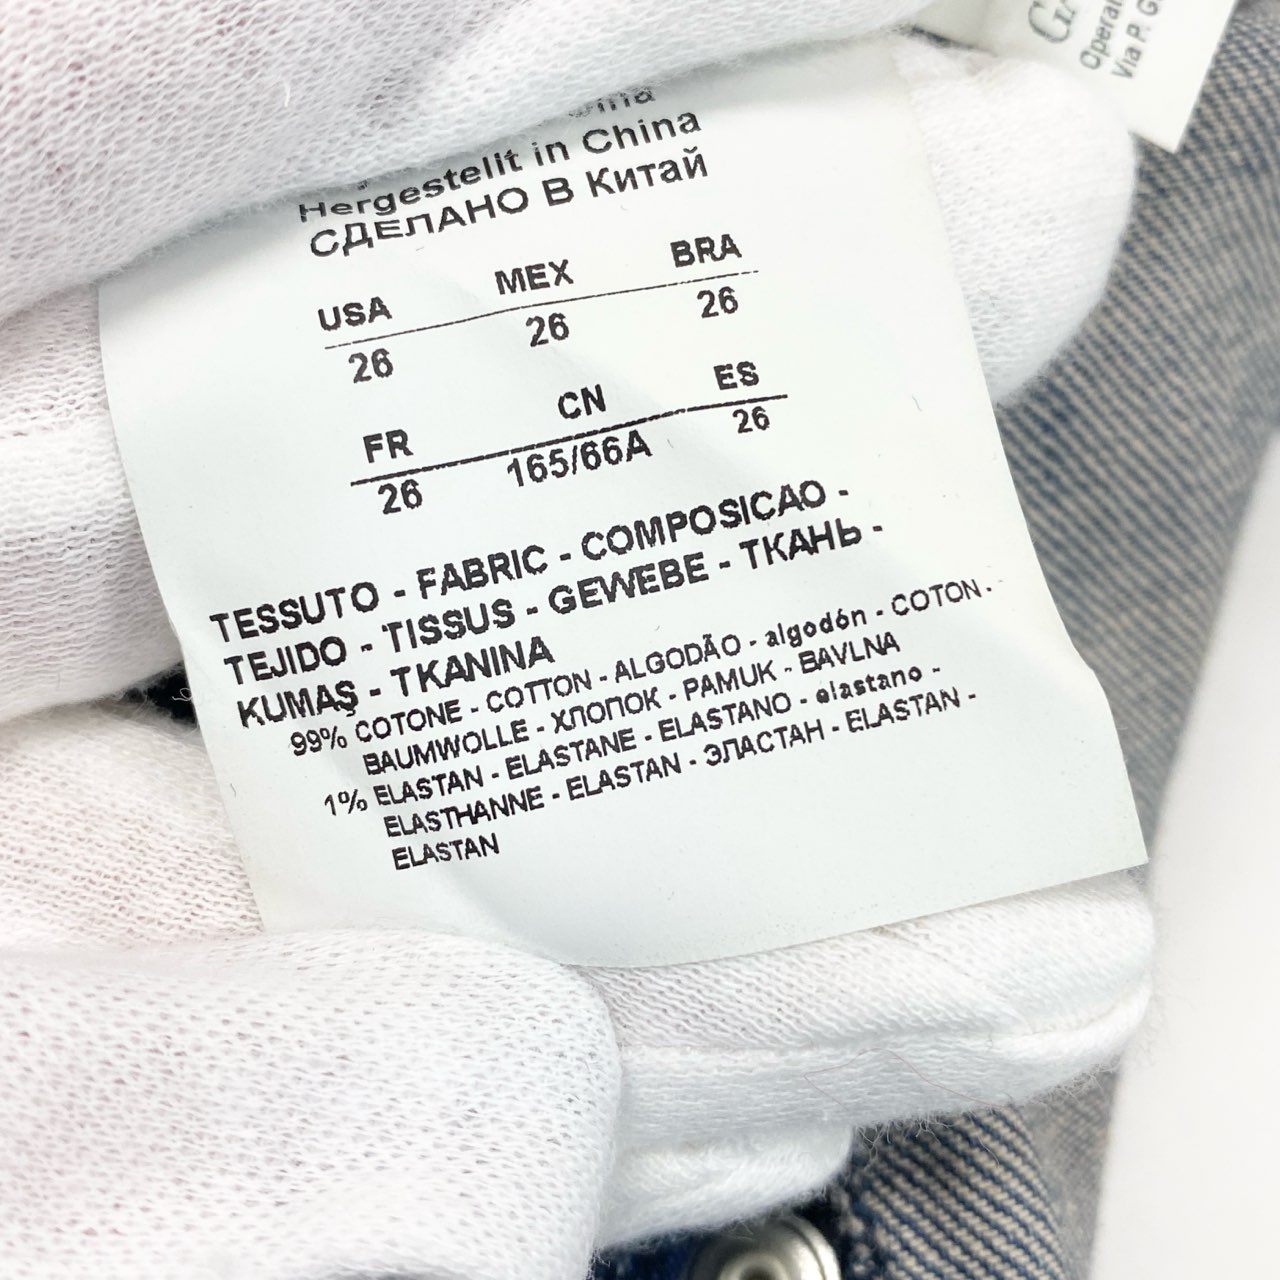 Hergestellt in China
СДЕЛАНО В Китай
USA MEX BRA
26 26 26
FR CN ES
26 165/66A 26
TESSUTO - FABRIC - COMPOSICAO -
TEJIDO - TISSUS - GEWEBE - ТКАНЬ -
KUMAŞ - TKANINA
99% COTONE - COTTON - ALGODÃO - algodón - COTON -
BAUMWOLLE - ХЛОПОК - PAMUK - BAVLNA
1% ELASTAN - ELASTANE - ELASTANO - elastano -
ELASTHANNE - ELASTAN - ЭЛАСТАН - ELASTAN -
ELASTAN
Via P. G